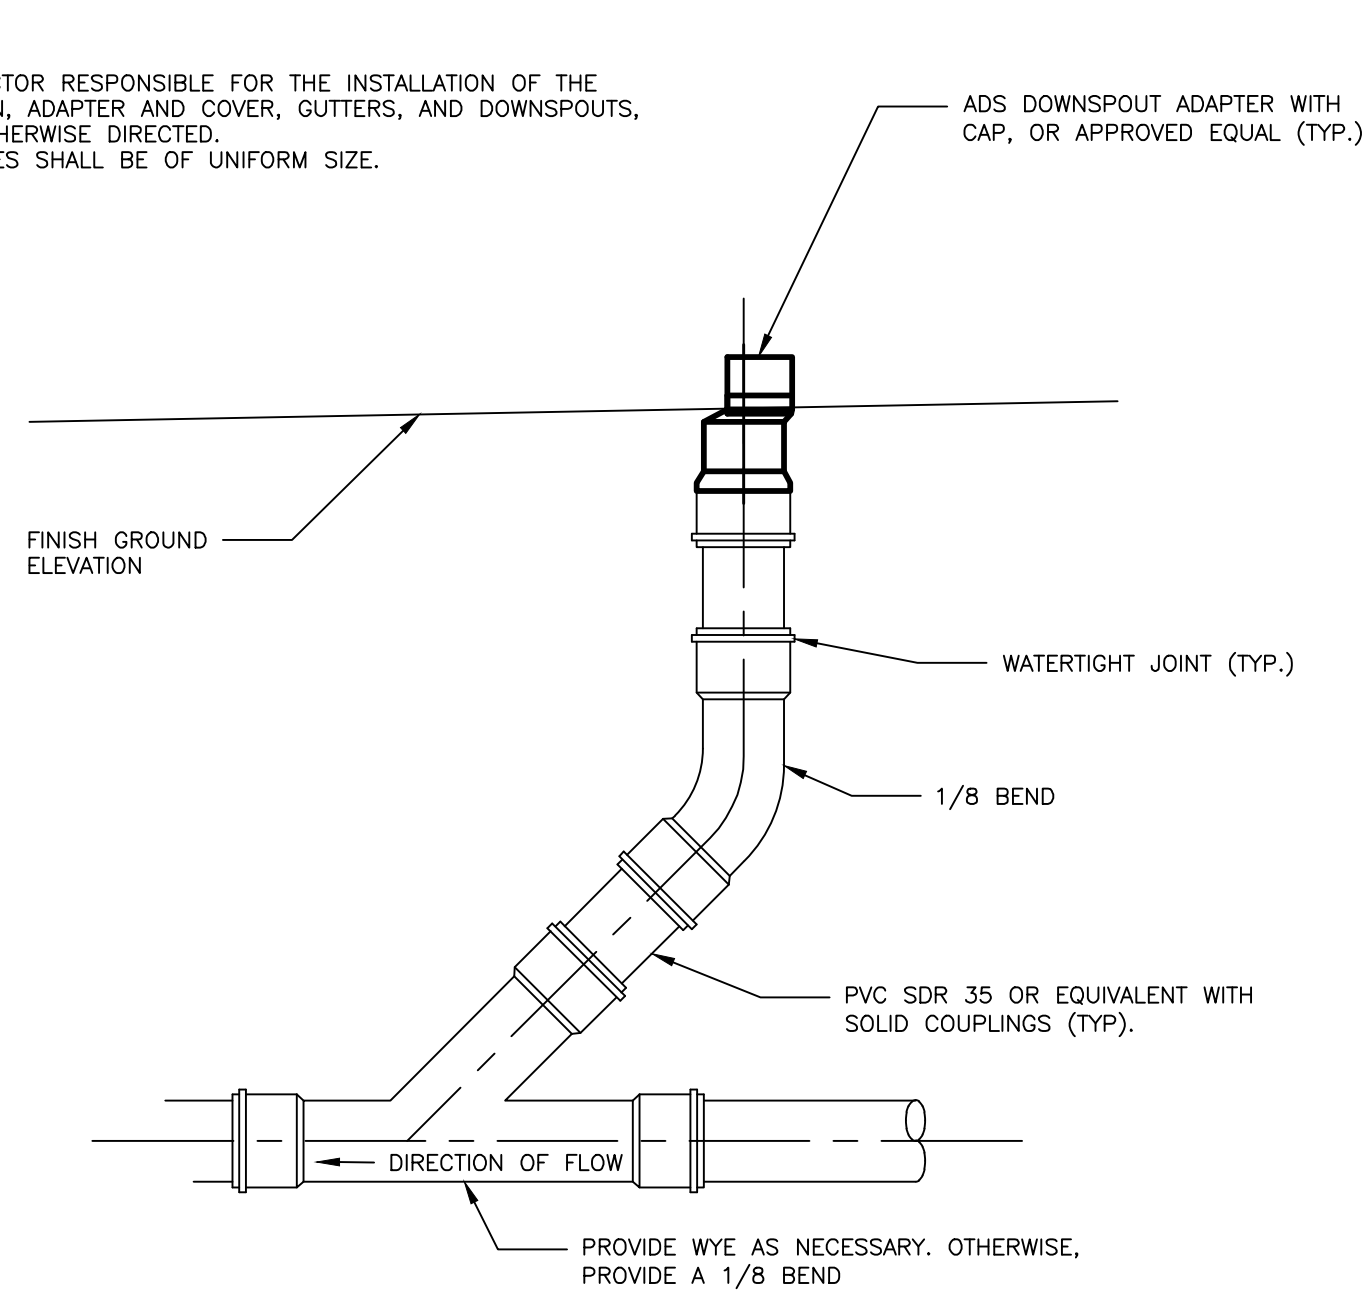 RESPONSIBLE FOR THE INSTALLATION OF THE
ADAPTER AND COVER, GUTTERS, AND DOWNSPOUTS,
DIRECTED.
SHALL BE OF UNIFORM SIZE.
ADS DOWNSPOUT ADAPTER WITH
CAP, OR APPROVED EQUAL (TYP.)
FINISH GROUND
ELEVATION
WATERTIGHT JOINT (TYP.)
1/8 BEND
PVC SDR 35 OR EQUIVALENT WITH
SOLID COUPLINGS (TYP).
DIRECTION OF FLOW
PROVIDE WYE AS NECESSARY. OTHERWISE,
PROVIDE A 1/8 BEND